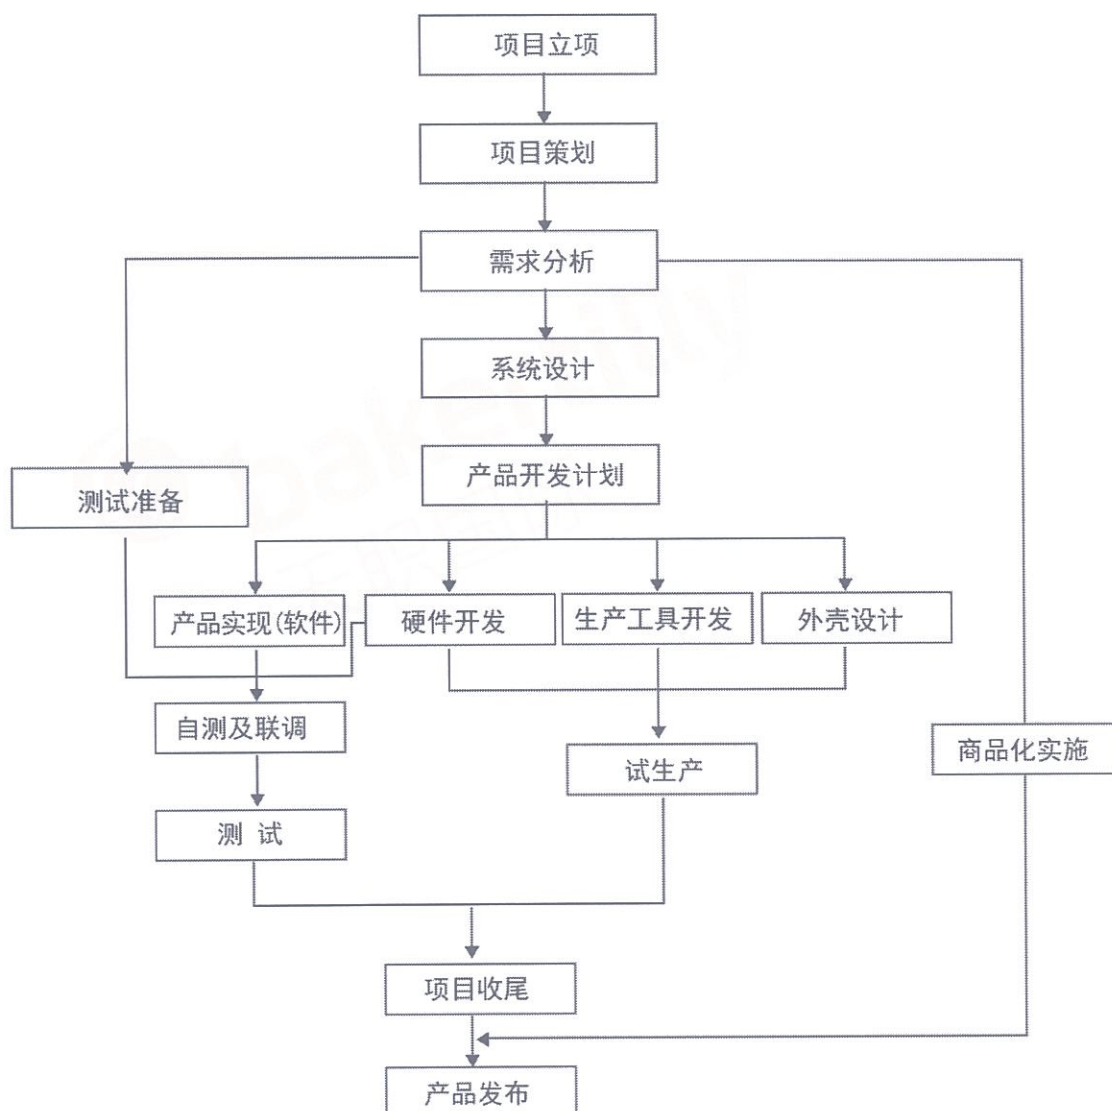 项目立项
项目策划
需求分析
系统设计
产品开发计划
测试准备
产品实现(软件)
硬件开发
生产工具开发
外壳设计
自测及联调
商品化实施
试生产
测 试
项目收尾
产品发布